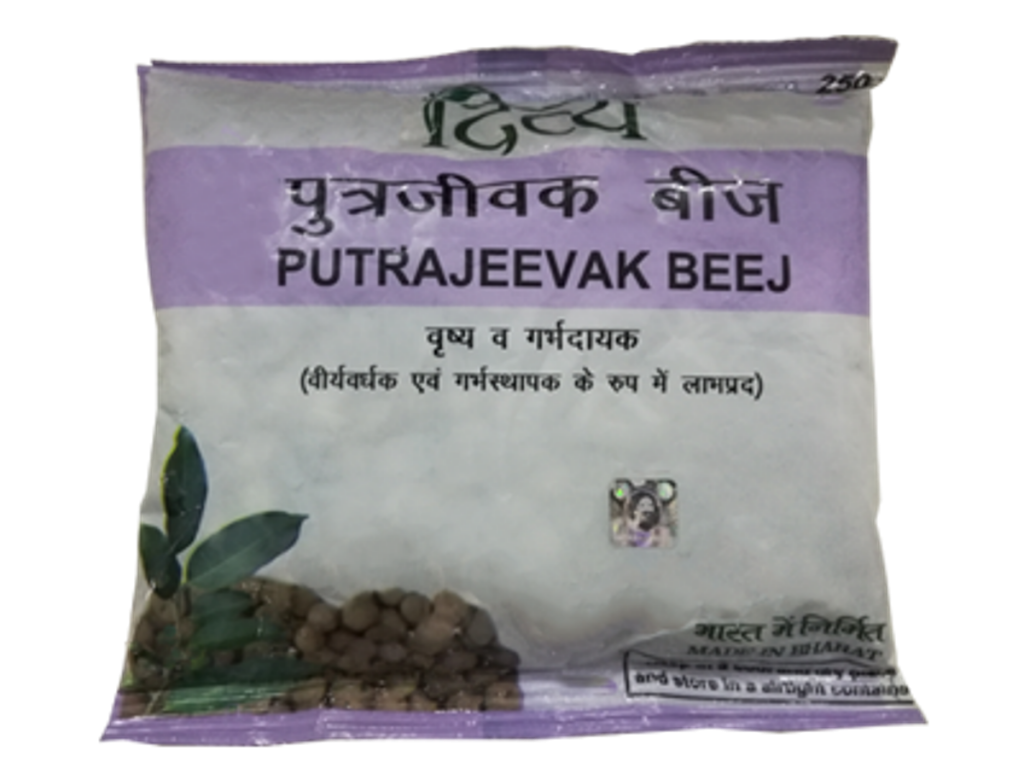 250
दिव्य
पुत्रजीवक बीज
PUTRAJEEVAK BEEJ
वृष्य व गर्भदायक
(वीर्यवर्धक एवं गर्भस्थापक के रुप में लाभप्रद)
भारत में निर्मित
MADE IN BHARAT
and store in a airtight